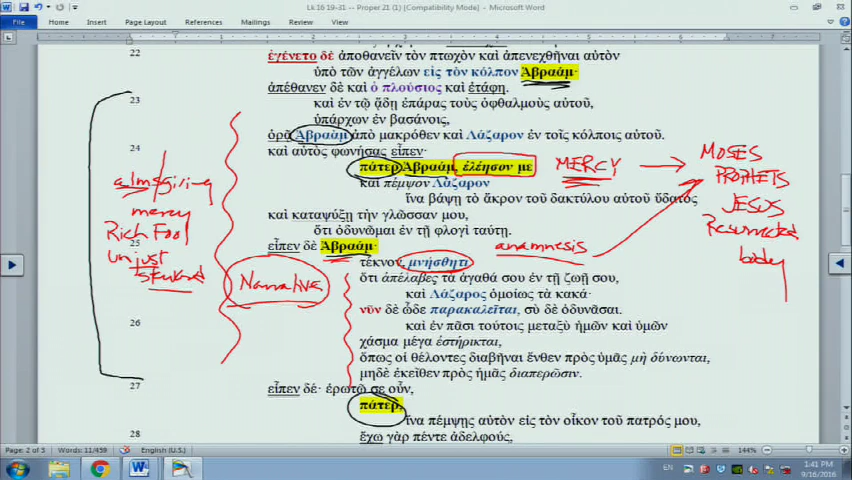 Lk 16 19-31 - Proper 21 (1) [Compatibility Mode] - Microsoft Word
File Home Insert Page Layout References Mailings Review View
22
ἐγένετο δὲ ἀποθανεῖν τὸν πτωχὸν καὶ ἀπενεχθῆναι αὐτὸν
ὑπὸ τῶν ἀγγέλων εἰς τὸν κόλπον Ἀβραάμ·
ἀπέθανεν δὲ καὶ ὁ πλούσιος καὶ ἐτάφη.
23
καὶ ἐν τῷ ᾅδῃ ἐπάρας τοὺς ὀφθαλμοὺς αὐτοῦ,
ὑπάρχων ἐν βασάνοις,
ὁρᾷ Ἀβραὰμ ἀπὸ μακρόθεν καὶ Λάζαρον ἐν τοῖς κόλποις αὐτοῦ.
24
καὶ αὐτὸς φωνήσας εἶπεν·
πάτερ Ἀβραάμ, ἐλέησόν με
καὶ πέμψον Λάζαρον
ἵνα βάψῃ τὸ ἄκρον τοῦ δακτύλου αὐτοῦ ὕδατος
καὶ καταψύξῃ τὴν γλῶσσαν μου,
ὅτι ὀδυνῶμαι ἐν τῇ φλογὶ ταύτῃ.
25
εἶπεν δὲ Ἀβραάμ·
τέκνον, μνήσθητι
ὅτι ἀπέλαβες τὰ ἀγαθά σου ἐν τῇ ζωῇ σου,
καὶ Λάζαρος ὁμοίως τὰ κακά·
νῦν δὲ ὧδε παρακαλεῖται, σὺ δὲ ὀδυνᾶσαι.
26
καὶ ἐν πᾶσι τούτοις μεταξὺ ἡμῶν καὶ ὑμῶν
χάσμα μέγα ἐστήρικται,
ὅπως οἱ θέλοντες διαβῆναι ἔνθεν πρὸς ὑμᾶς μὴ δύνωνται,
μηδὲ ἐκεῖθεν πρὸς ἡμᾶς διαπερῶσιν.
27
εἶπεν δέ· ἐρωτῶ σε οὖν,
πάτερ,
ἵνα πέμψῃς αὐτὸν εἰς τὸν οἶκον τοῦ πατρός μου,
28
ἔχω γὰρ πέντε ἀδελφούς,
almsgiving
mercy
Rich Fool
unjust
steward
Narrative
MERCY
anamnesis
MOSES
PROPHETS
JESUS
Resurrected
body
Page: 2 of 5 Words: 11/459 English (U.S.) 144%
EN 1:41 PM
9/16/2016